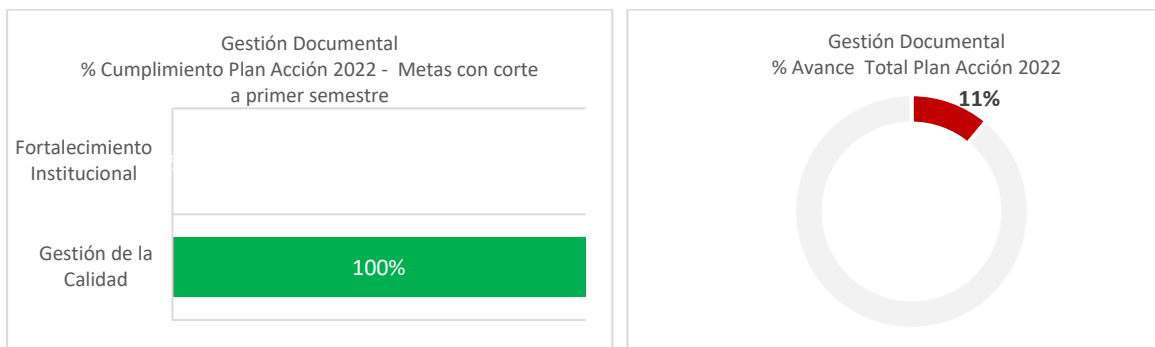 Gestión Documental
% Cumplimiento Plan Acción 2022 - Metas con corte
a primer semestre
Fortalecimiento
Institucional
Gestión de la
Calidad
100%
Gestión Documental
% Avance Total Plan Acción 2022
11%